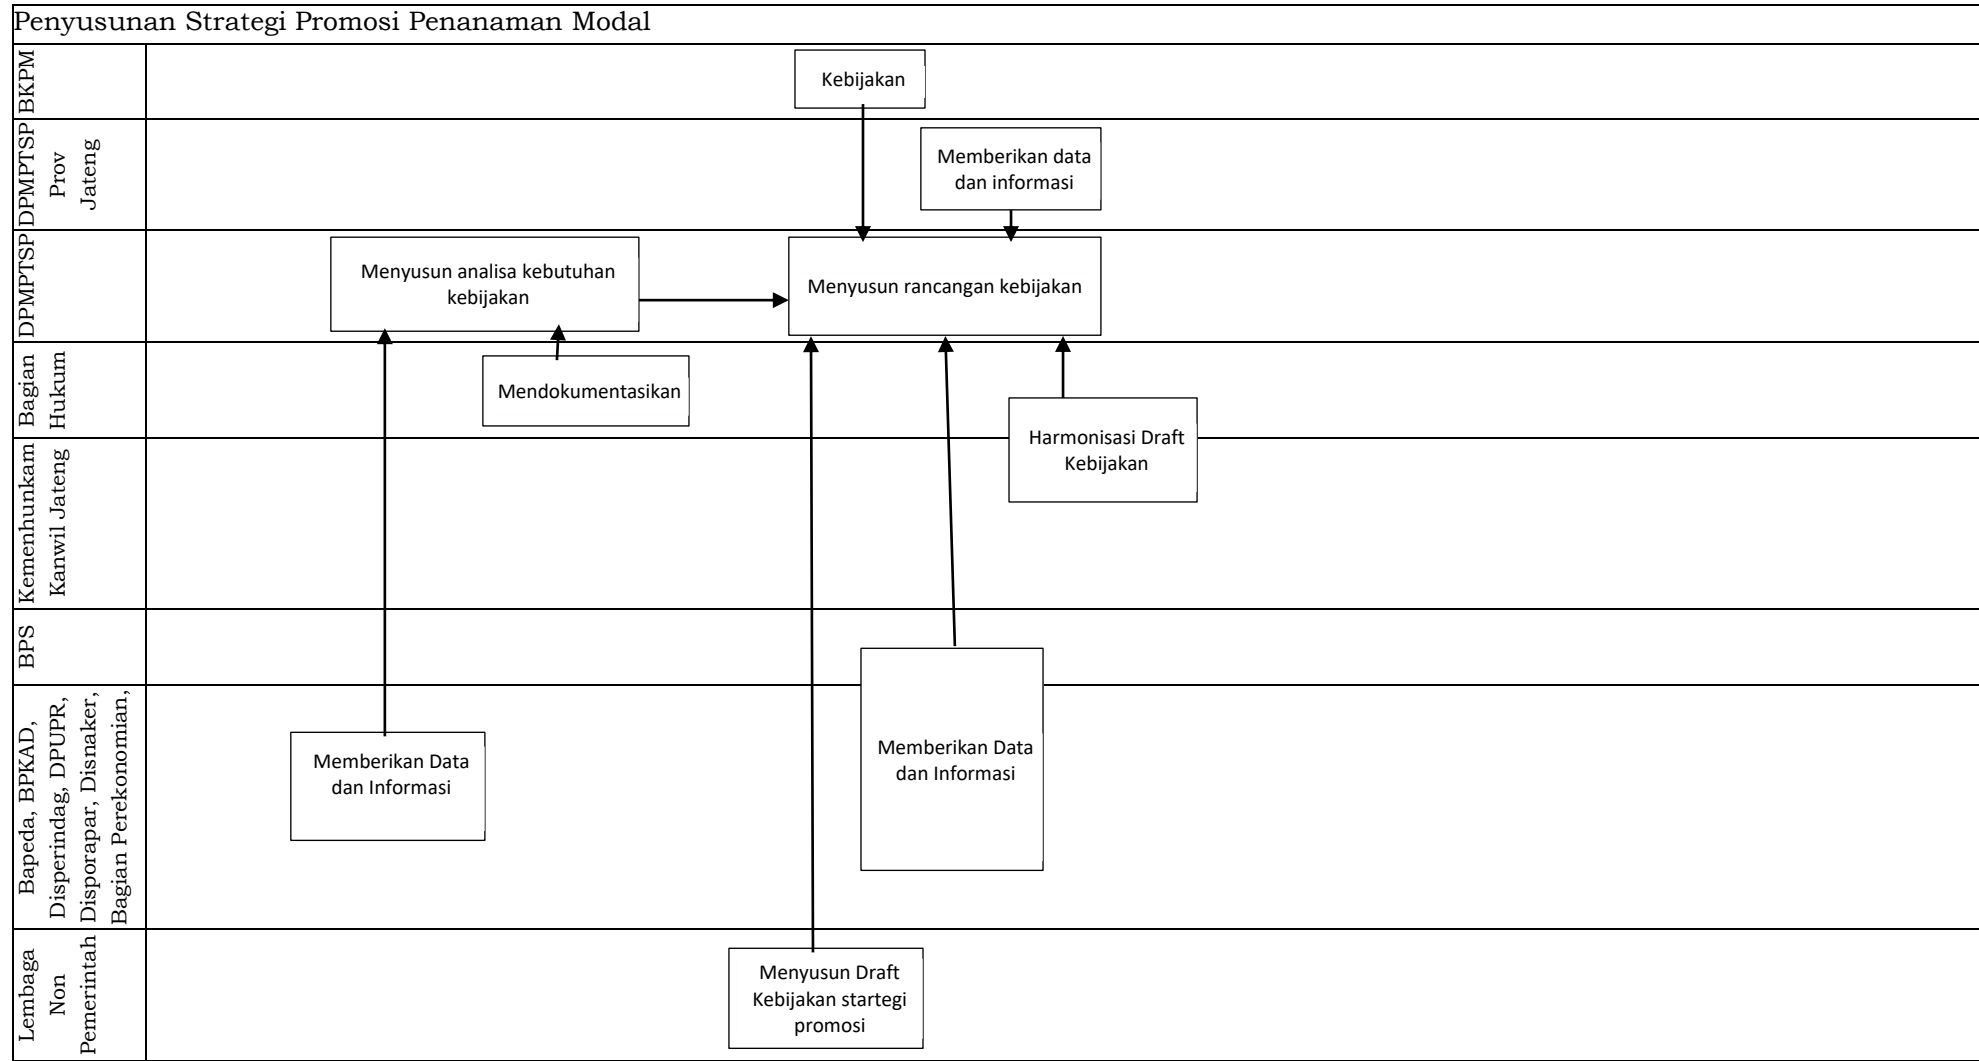 Penyusunan Strategi Promosi Penanaman Modal
BKPM
Kebijakan
DPMPTSP
Prov
Jateng
Memberikan data
dan informasi
DPMPTSP
Menyusun analisa kebutuhan
kebijakan
Menyusun rancangan kebijakan
Bagian
Hukum
Mendokumentasikan
Harmonisasi Draft
Kebijakan
Kemenhunkam
Kanwil Jateng
BPS
Bapeda, BPKAD,
Disperindag, DPUPR,
Disporapar, Disnaker,
Bagian Perekonomian,
Memberikan Data
dan Informasi
Memberikan Data
dan Informasi
Lembaga
Non
Pemerintah
Menyusun Draft
Kebijakan startegi
promosi